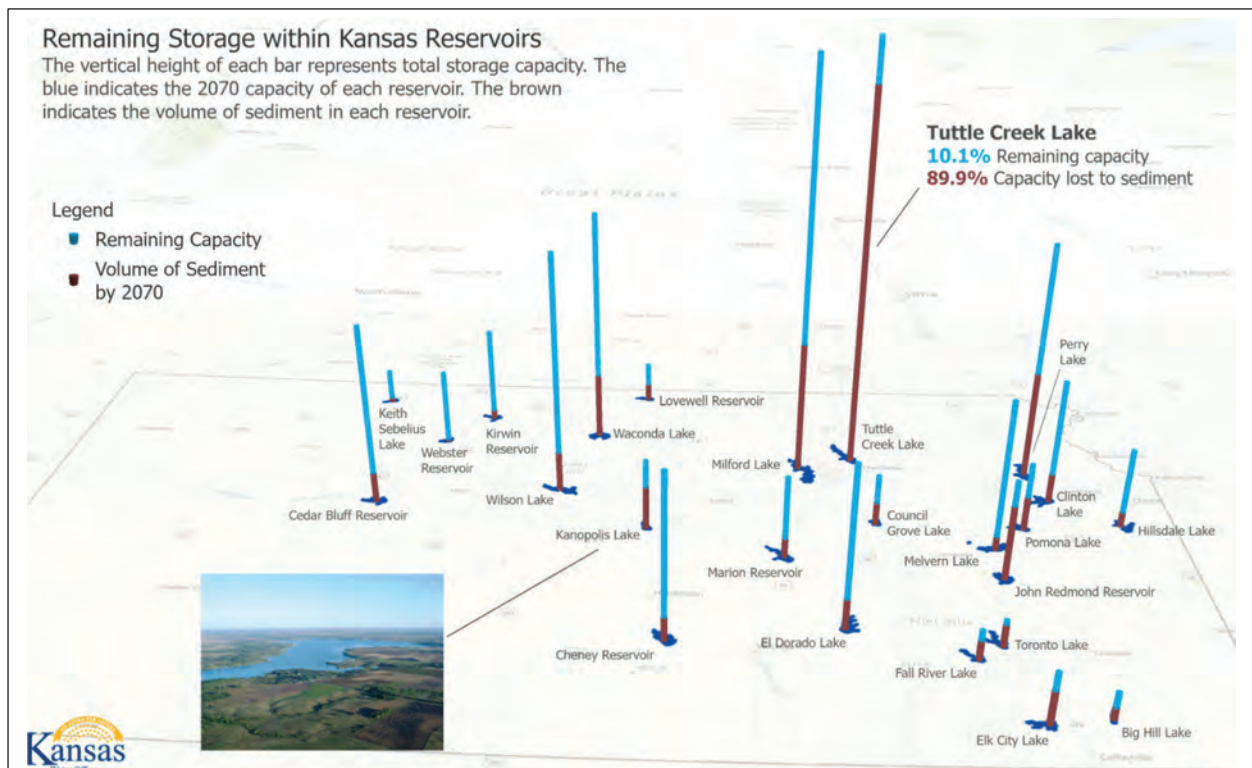 Remaining Storage within Kansas Reservoirs
The vertical height of each bar represents total storage capacity. The
blue indicates the 2070 capacity of each reservoir. The brown
indicates the volume of sediment in each reservoir.
Tuttle Creek Lake
10.1% Remaining capacity
89.9% Capacity lost to sediment
Great Plains
Legend
Remaining Capacity
Volume of Sediment
by 2070
Perry
Lake
Keith
Sebelius
Lake
Webster
Reservoir
Kirwin
Reservoir
Lovewell Reservoir
Waconda Lake
Tuttle
Creek Lake
Milford Lake
Wilson Lake
Cedar Bluff Reservoir
Kanopolis Lake
Council
Grove Lake
Clinton
Lake
Hillsdale Lake
Pomona Lake
Melvern Lake
Marion Reservoir
John Redmond Reservoir
El Dorado Lake
Cheney Reservoir
Toronto Lake
Fall River Lake
Elk City Lake
Big Hill Lake
Kansas